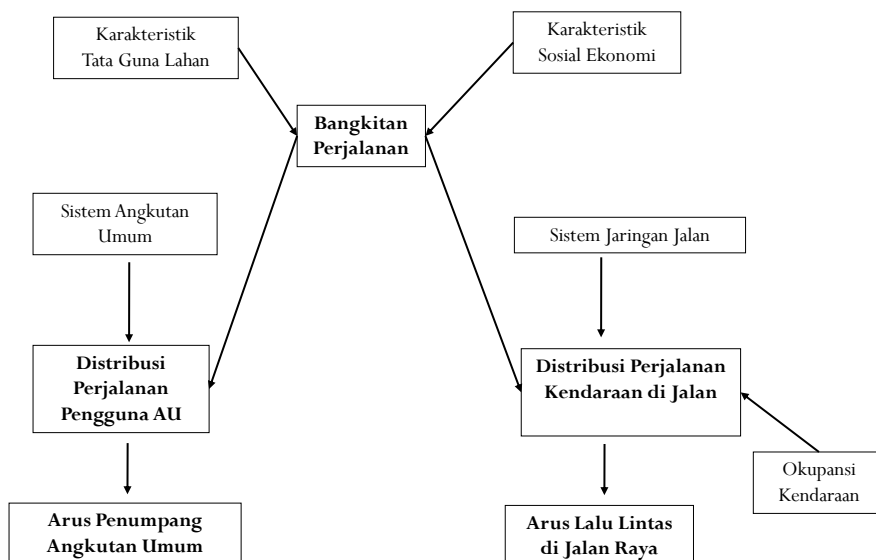 Karakteristik
Tata Guna Lahan
Karakteristik
Sosial Ekonomi
Bangkitan
Perjalanan
Sistem Angkutan
Umum
Sistem Jaringan Jalan
Distribusi
Perjalanan
Pengguna AU
Distribusi Perjalanan
Kendaraan di Jalan
Okupansi
Kendaraan
Arus Penumpang
Angkutan Umum
Arus Lalu Lintas
di Jalan Raya